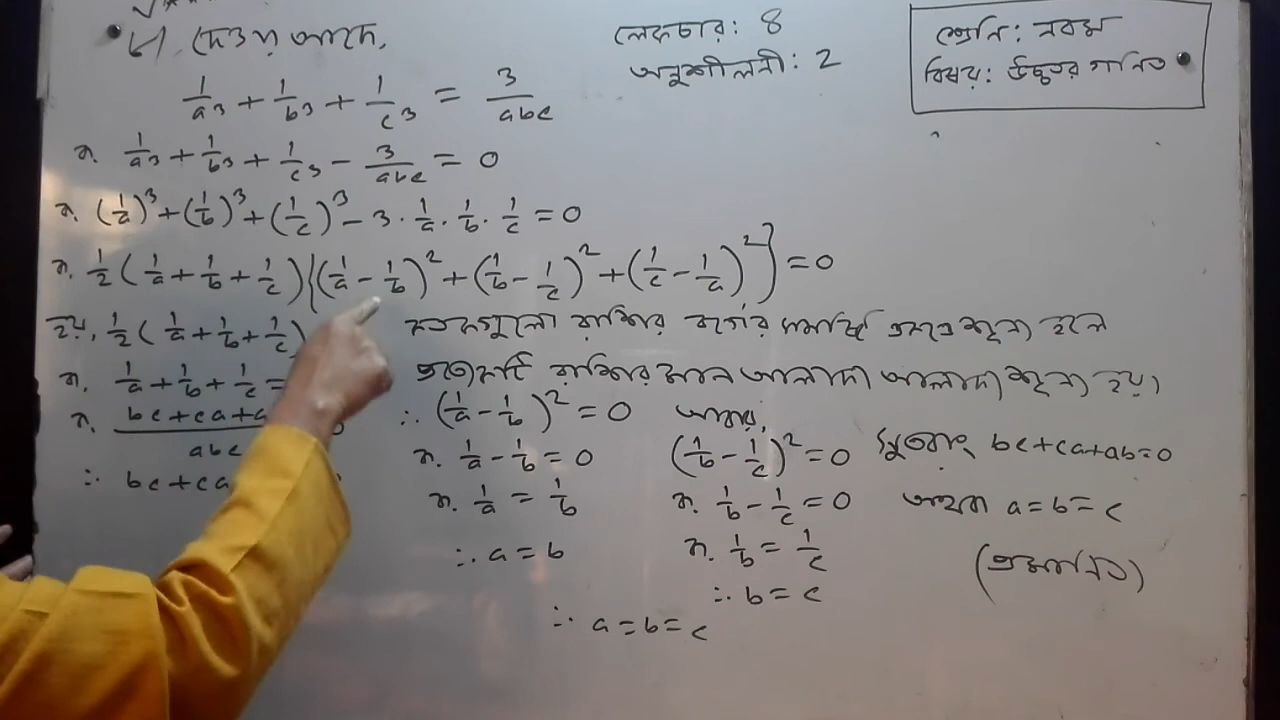 ৮। দেওয়া আছে,
1/a³ + 1/b³ + 1/c³ = 3/abc
বা, 1/a³ + 1/b³ + 1/c³ − 3/abc = 0
বা, (1/a)³ + (1/b)³ + (1/c)³ − 3 · 1/a · 1/b · 1/c = 0
বা, 1/2 (1/a + 1/b + 1/c) {(1/a − 1/b)² + (1/b − 1/c)² + (1/c − 1/a)²} = 0
হয়, 1/2 (1/a + 1/b + 1/c)
বা, 1/a + 1/b + 1/c =
বা, bc + ca + a
abc
∴ bc + ca
কতকগুলো রাশির বর্গের সমষ্টি একত্রে শূন্য হলে
প্রত্যেকটি রাশির মান আলাদা আলাদা শূন্য হয়।
∴ (1/a − 1/b)² = 0
বা, 1/a − 1/b = 0
বা, 1/a = 1/b
∴ a = b
আবার,
(1/b − 1/c)² = 0
বা, 1/b − 1/c = 0
বা, 1/b = 1/c
∴ b = c
∴ a = b = c
সুতরাং bc + ca + ab = 0
অথবা a = b = c
(প্রমাণিত)
লেকচার: 8
অনুশীলনী: 2
শ্রেনি: নবম
বিষয়: উচ্চতর গনিত